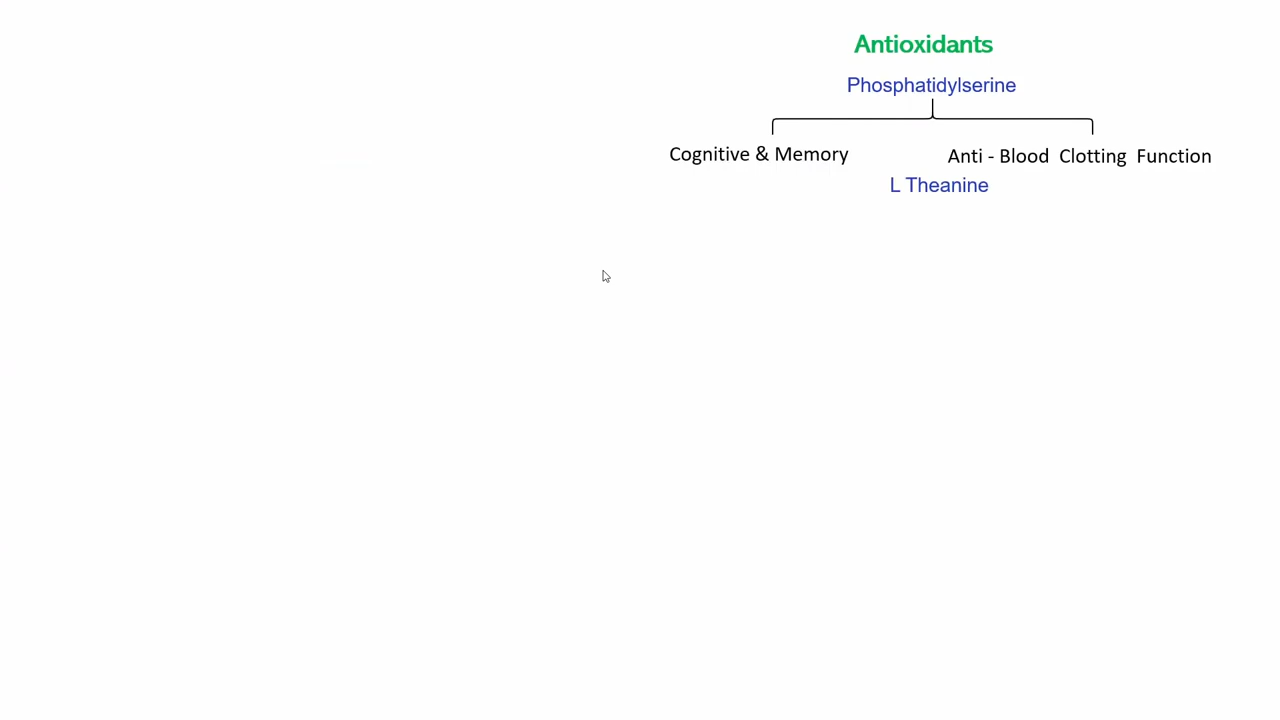 Antioxidants
Phosphatidylserine
Cognitive & Memory
Anti - Blood Clotting Function
L Theanine